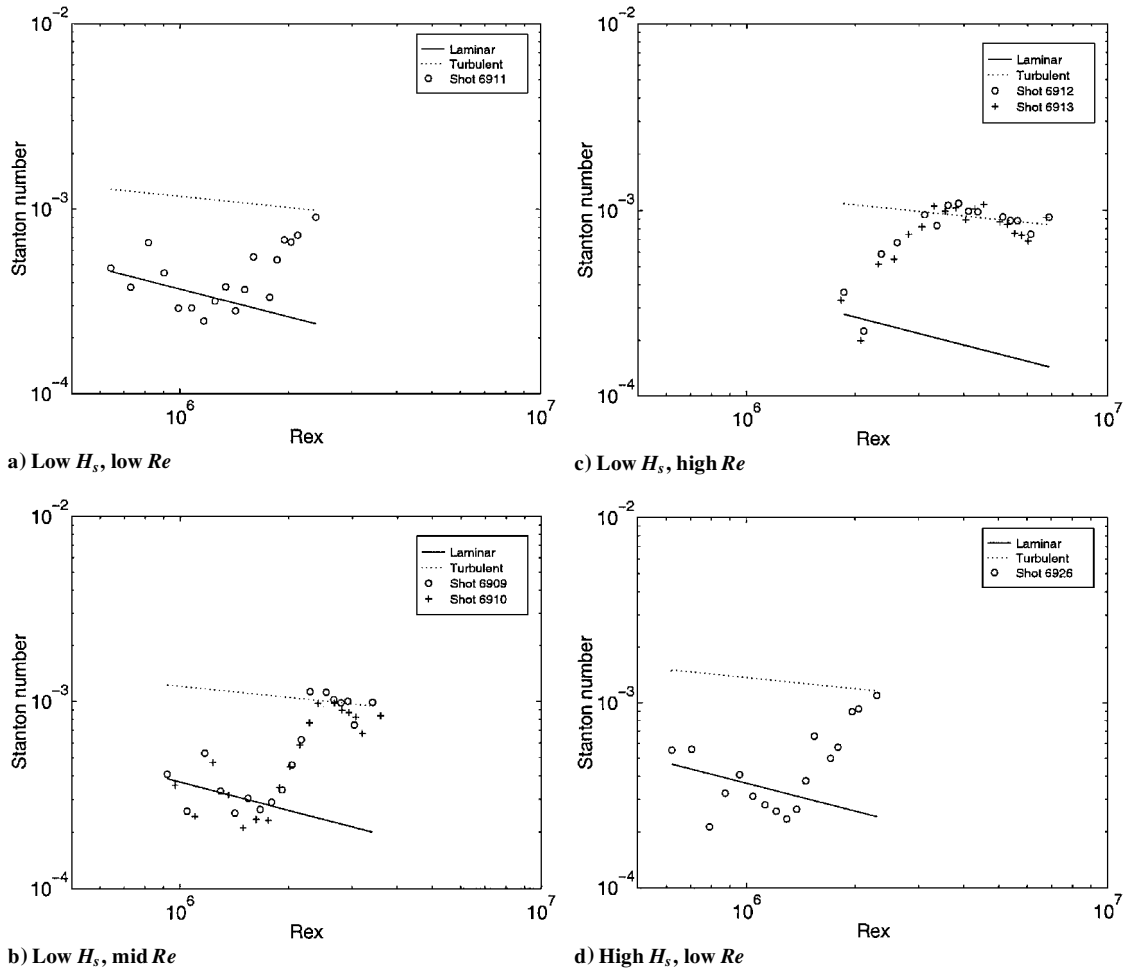 10^-2
10^-3
10^-4
Stanton number
10^6
10^7
Rex
Laminar
Turbulent
Shot 6911
a) Low H_s, low Re
10^-2
10^-3
10^-4
Stanton number
10^6
10^7
Rex
Laminar
Turbulent
Shot 6912
Shot 6913
c) Low H_s, high Re
10^-2
10^-3
10^-4
Stanton number
10^6
10^7
Rex
Laminar
Turbulent
Shot 6909
Shot 6910
b) Low H_s, mid Re
10^-2
10^-3
10^-4
Stanton number
10^6
10^7
Rex
Laminar
Turbulent
Shot 6926
d) High H_s, low Re